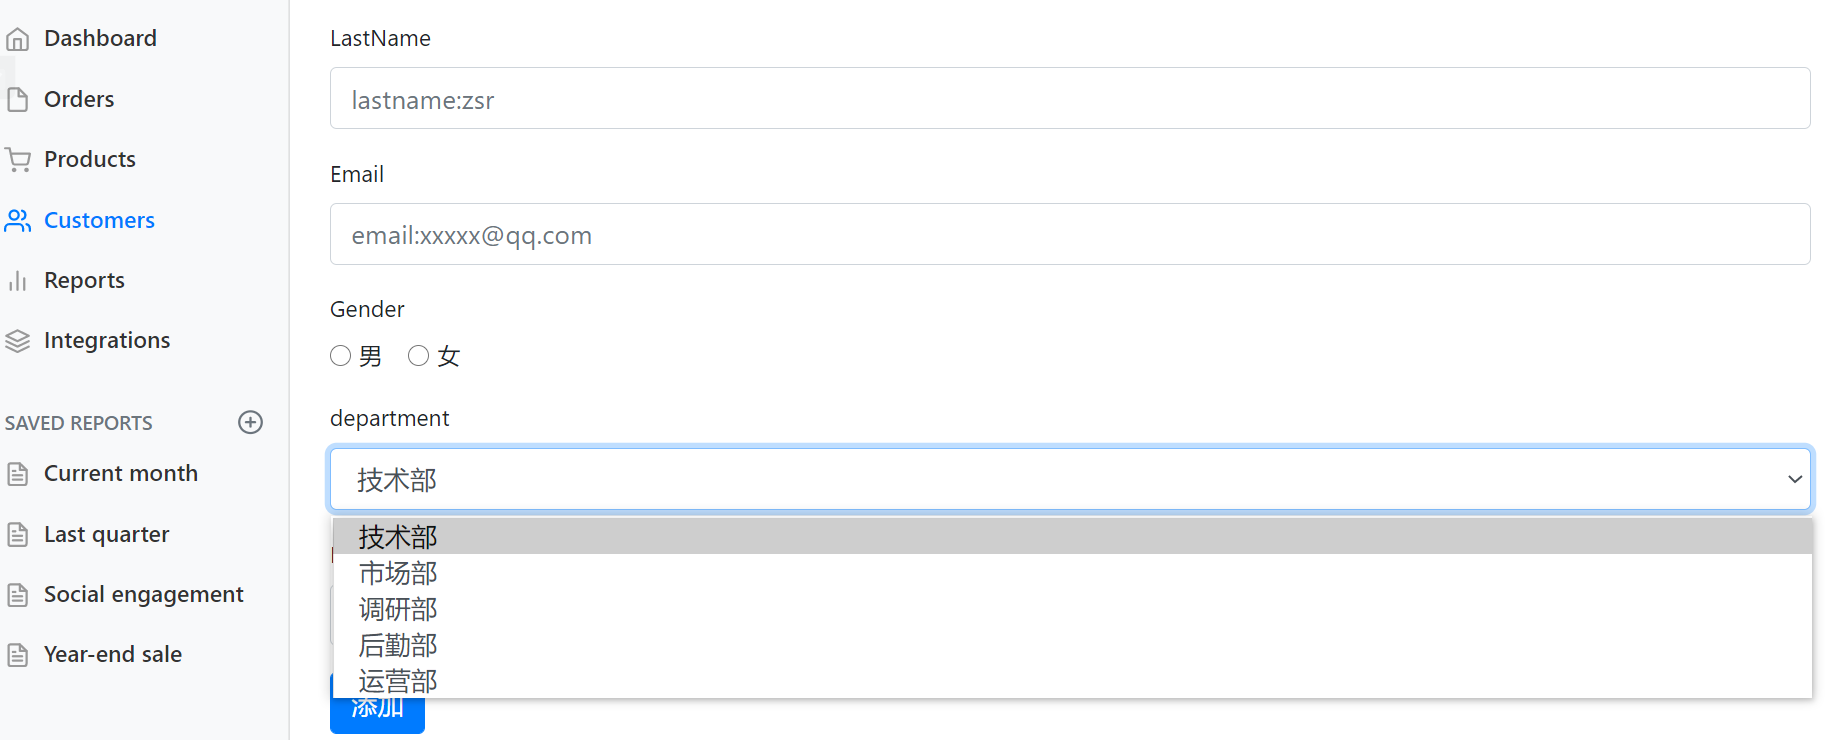 Dashboard
Orders
Products
Customers
Reports
Integrations
SAVED REPORTS
Current month
Last quarter
Social engagement
Year-end sale
LastName
lastname:zsr
Email
email:xxxxx@qq.com
Gender
男 女
department
技术部
技术部
市场部
调研部
后勤部
运营部
添加